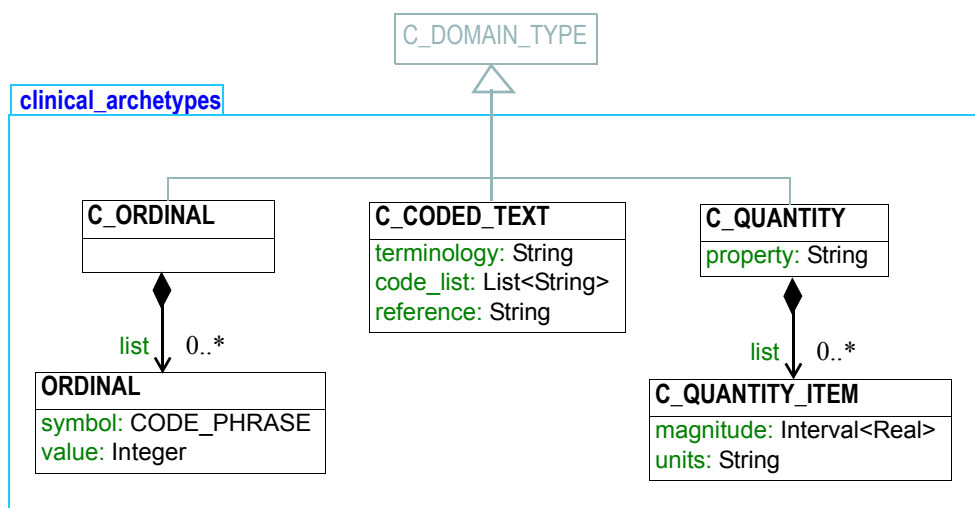 C_DOMAIN_TYPE
clinical_archetypes
C_ORDINAL
C_CODED_TEXT
terminology: String
code_list: List<String>
reference: String
C_QUANTITY
property: String
list 0..*
list 0..*
ORDINAL
symbol: CODE_PHRASE
value: Integer
C_QUANTITY_ITEM
magnitude: Interval<Real>
units: String